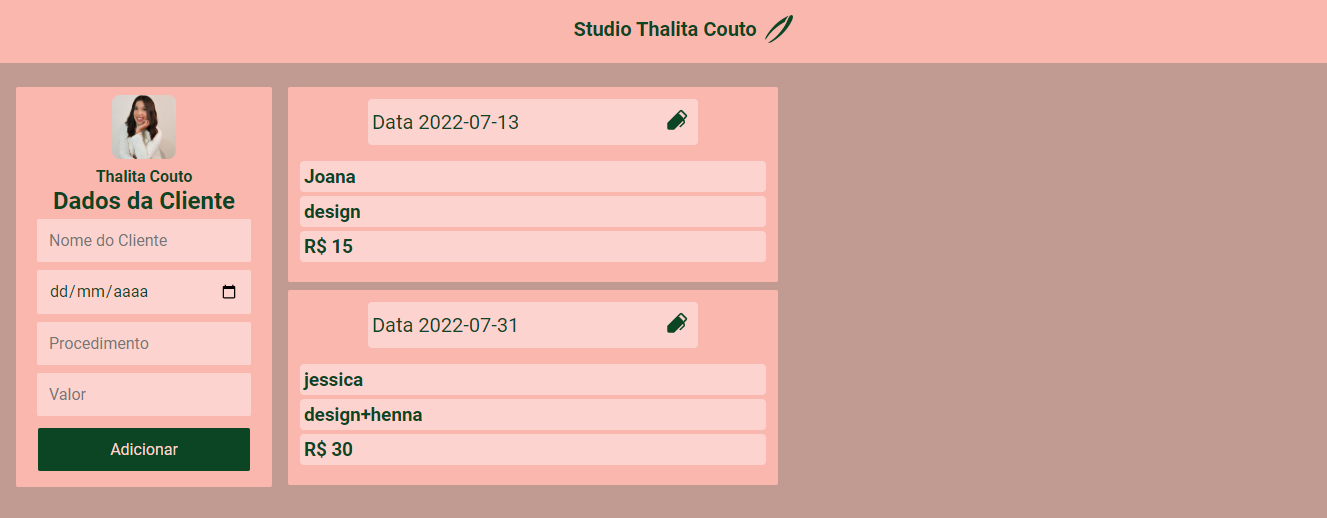 Studio Thalita Couto
Thalita Couto
Dados da Cliente
Nome do Cliente
dd/mm/aaaa
Procedimento
Valor
Adicionar
Data 2022-07-13
Joana
design
R$ 15
Data 2022-07-31
jessica
design+henna
R$ 30